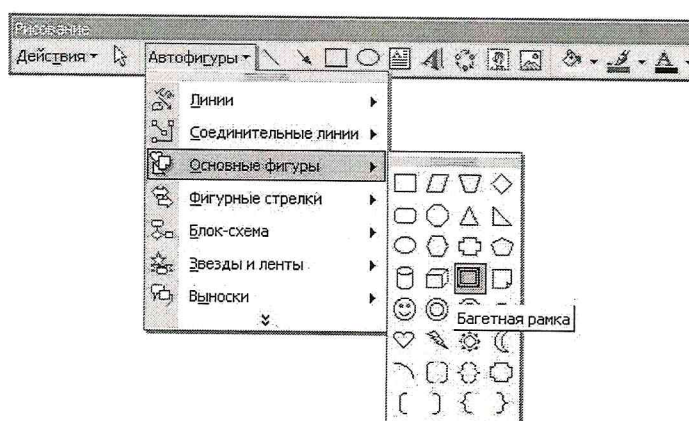 Рисование
Действия Автофигуры
Линии
Соединительные линии
Основные фигуры
Фигурные стрелки
Блок-схема
Звезды и ленты
Выноски
Багетная рамка